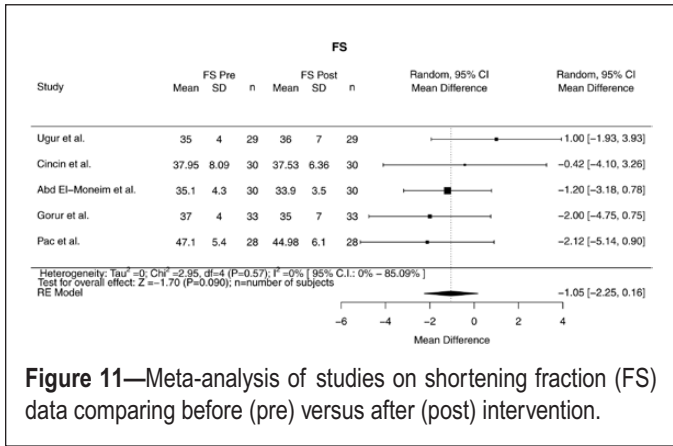 FS
FS Pre FS Post Random, 95% CI Random, 95% CI
Study Mean SD n Mean SD n Mean Difference Mean Difference
Ugur et al. 35 4 29 36 7 29 1.00 [−1.93, 3.93]
Cincin et al. 37.95 8.09 30 37.53 6.36 30 −0.42 [−4.10, 3.26]
Abd El−Moneim et al. 35.1 4.3 30 33.9 3.5 30 −1.20 [−3.18, 0.78]
Gorur et al. 37 4 33 35 7 33 −2.00 [−4.75, 0.75]
Pac et al. 47.1 5.4 28 44.98 6.1 28 −2.12 [−5.14, 0.90]
Heterogeneity: Tau² =0; Chi² =2.95, df=4 (P=0.57); I² =0% [ 95% C.I.: 0% − 85.09% ]
Test for overall effect: Z =−1.70 (P=0.090); n=number of subjects
RE Model −1.05 [−2.25, 0.16]
−6 −4 −2 0 2 4
Mean Difference
Figure 11—Meta-analysis of studies on shortening fraction (FS)
data comparing before (pre) versus after (post) intervention.